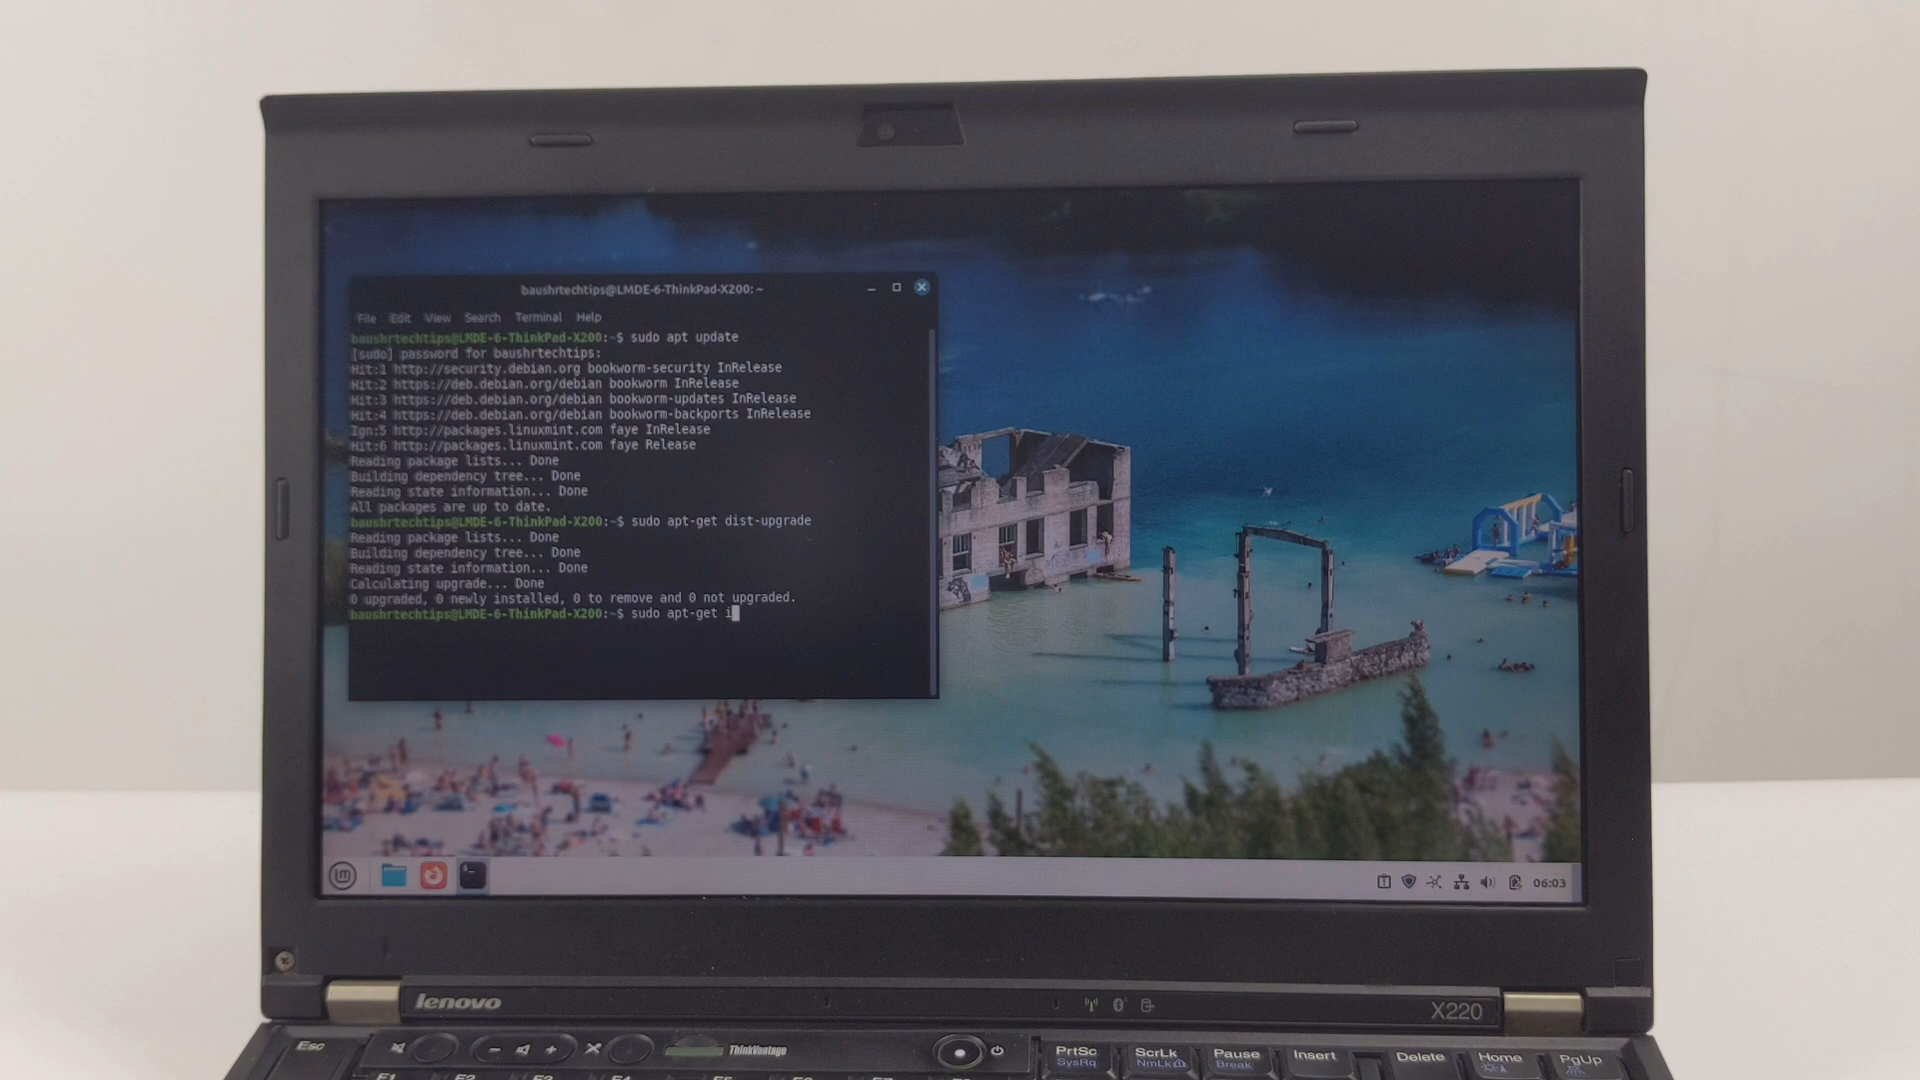 baushrtechtips@LMDE-6-ThinkPad-X200: ~
File Edit View Search Terminal Help
baushrtechtips@LMDE-6-ThinkPad-X200:~$ sudo apt update
[sudo] password for baushrtechtips:
Hit:1 http://security.debian.org bookworm-security InRelease
Hit:2 https://deb.debian.org/debian bookworm InRelease
Hit:3 https://deb.debian.org/debian bookworm-updates InRelease
Hit:4 https://deb.debian.org/debian bookworm-backports InRelease
Ign:5 http://packages.linuxmint.com faye InRelease
Hit:6 http://packages.linuxmint.com faye Release
Reading package lists... Done
Building dependency tree... Done
Reading state information... Done
All packages are up to date.
baushrtechtips@LMDE-6-ThinkPad-X200:~$ sudo apt-get dist-upgrade
Reading package lists... Done
Building dependency tree... Done
Reading state information... Done
Calculating upgrade... Done
0 upgraded, 0 newly installed, 0 to remove and 0 not upgraded.
baushrtechtips@LMDE-6-ThinkPad-X200:~$ sudo apt-get i
06:03
lenovo
X220
Esc
ThinkVantage
PrtSc
SysRq
ScrLk
NmLk
Pause
Break
Insert
Delete
Home
PgUp